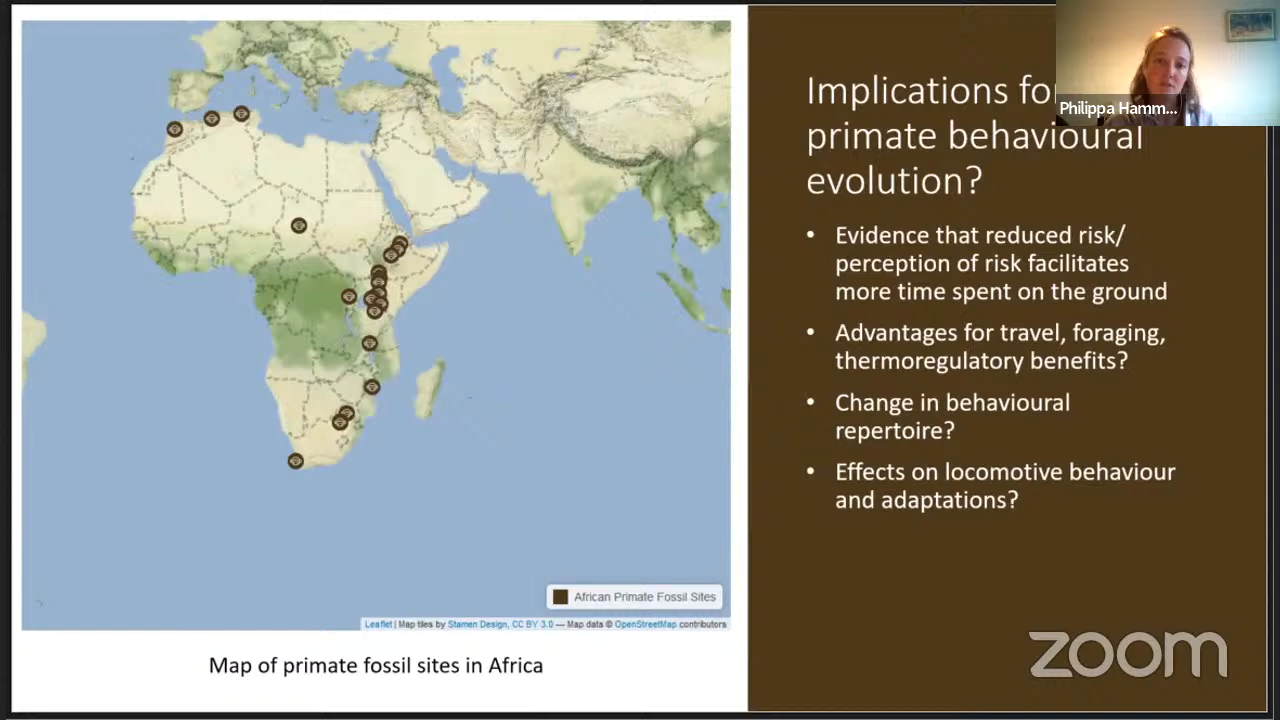 Implications fo
primate behavioural
evolution?
Philippa Hamm...
• Evidence that reduced risk/
perception of risk facilitates
more time spent on the ground
• Advantages for travel, foraging,
thermoregulatory benefits?
• Change in behavioural
repertoire?
• Effects on locomotive behaviour
and adaptations?
African Primate Fossil Sites
Leaflet | Map tiles by Stamen Design, CC BY 3.0 — Map data © OpenStreetMap contributors
Map of primate fossil sites in Africa
zoom